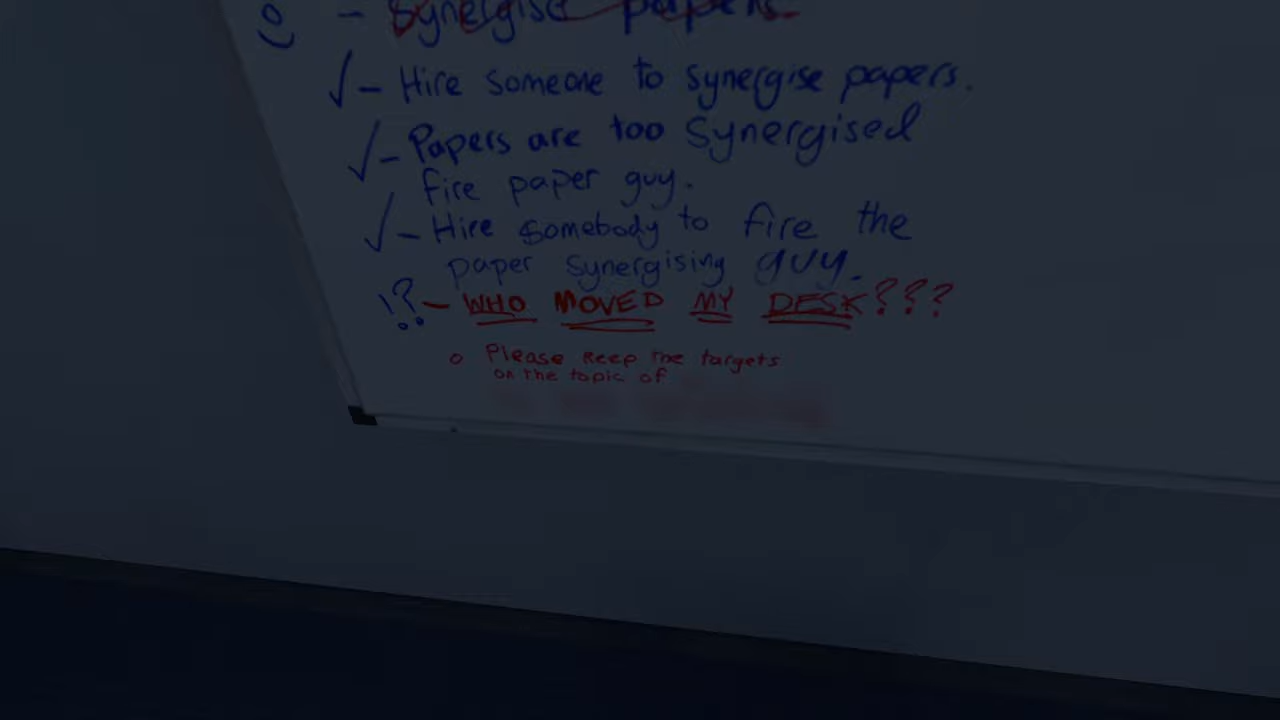 - Synergise papers
- Hire someone to synergise papers.
- Papers are too synergised
fire paper guy.
- Hire somebody to fire the
paper synergising guy.
!? - WHO MOVED MY DESK???
o Please keep the targets
on the topic of